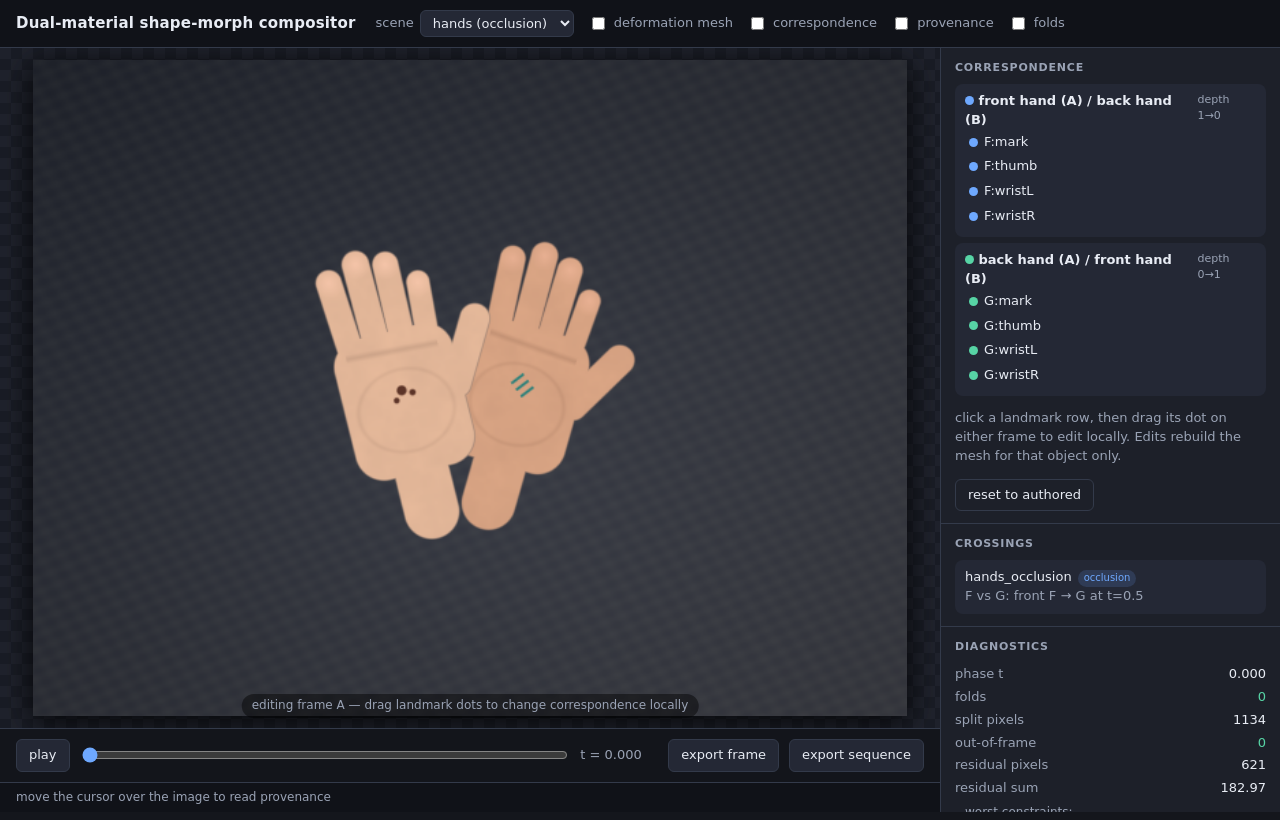 Dual-material shape-morph compositor
scene hands (occlusion) deformation mesh correspondence provenance folds
editing frame A — drag landmark dots to change correspondence locally
play t = 0.000 export frame export sequence
move the cursor over the image to read provenance
CORRESPONDENCE
front hand (A) / back hand (B) depth 1→0
F:mark
F:thumb
F:wristL
F:wristR
back hand (A) / front hand (B) depth 0→1
G:mark
G:thumb
G:wristL
G:wristR
click a landmark row, then drag its dot on
either frame to edit locally. Edits rebuild the
mesh for that object only.
reset to authored
CROSSINGS
hands_occlusion occlusion
F vs G: front F → G at t=0.5
DIAGNOSTICS
phase t 0.000
folds 0
split pixels 1134
out-of-frame 0
residual pixels 621
residual sum 182.97
worst constraints: